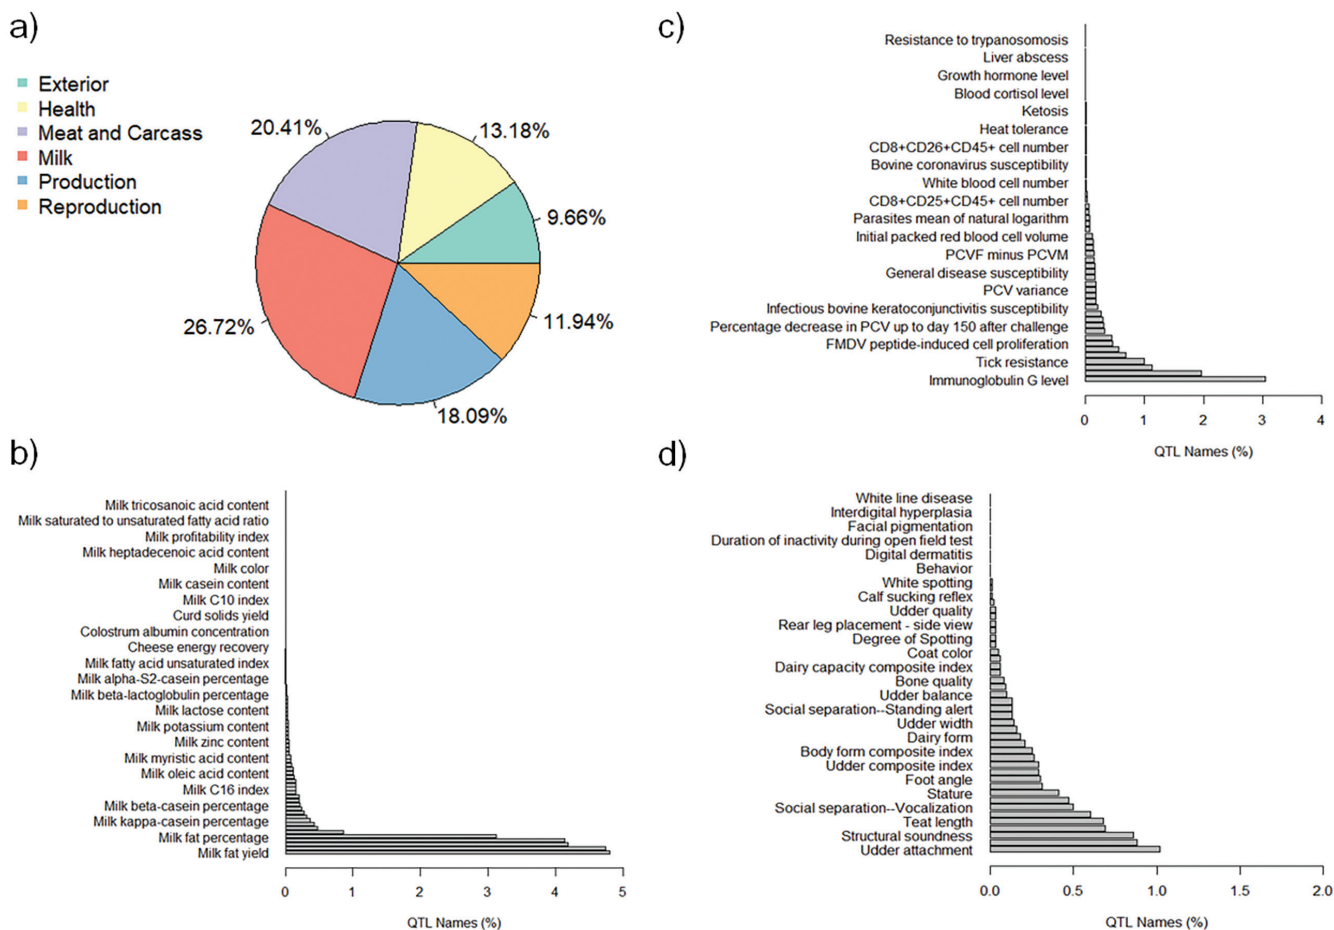 a)
Exterior
Health
Meat and Carcass
Milk
Production
Reproduction
20.41%
13.18%
9.66%
11.94%
18.09%
26.72%
b)
Milk tricosanoic acid content
Milk saturated to unsaturated fatty acid ratio
Milk profitability index
Milk heptadecenoic acid content
Milk color
Milk casein content
Milk C10 index
Curd solids yield
Colostrum albumin concentration
Cheese energy recovery
Milk fatty acid unsaturated index
Milk alpha-S2-casein percentage
Milk beta-lactoglobulin percentage
Milk lactose content
Milk potassium content
Milk zinc content
Milk myristic acid content
Milk oleic acid content
Milk C16 index
Milk beta-casein percentage
Milk kappa-casein percentage
Milk fat percentage
Milk fat yield
0 1 2 3 4 5
QTL Names (%)
c)
Resistance to trypanosomosis
Liver abscess
Growth hormone level
Blood cortisol level
Ketosis
Heat tolerance
CD8+CD26+CD45+ cell number
Bovine coronavirus susceptibility
White blood cell number
CD8+CD25+CD45+ cell number
Parasites mean of natural logarithm
Initial packed red blood cell volume
PCVF minus PCVM
General disease susceptibility
PCV variance
Infectious bovine keratoconjunctivitis susceptibility
Percentage decrease in PCV up to day 150 after challenge
FMDV peptide-induced cell proliferation
Tick resistance
Immunoglobulin G level
0 1 2 3 4
QTL Names (%)
d)
White line disease
Interdigital hyperplasia
Facial pigmentation
Duration of inactivity during open field test
Digital dermatitis
Behavior
White spotting
Calf sucking reflex
Udder quality
Rear leg placement - side view
Degree of Spotting
Coat color
Dairy capacity composite index
Bone quality
Udder balance
Social separation--Standing alert
Udder width
Dairy form
Body form composite index
Udder composite index
Foot angle
Stature
Social separation--Vocalization
Teat length
Structural soundness
Udder attachment
0.0 0.5 1.0 1.5 2.0
QTL Names (%)